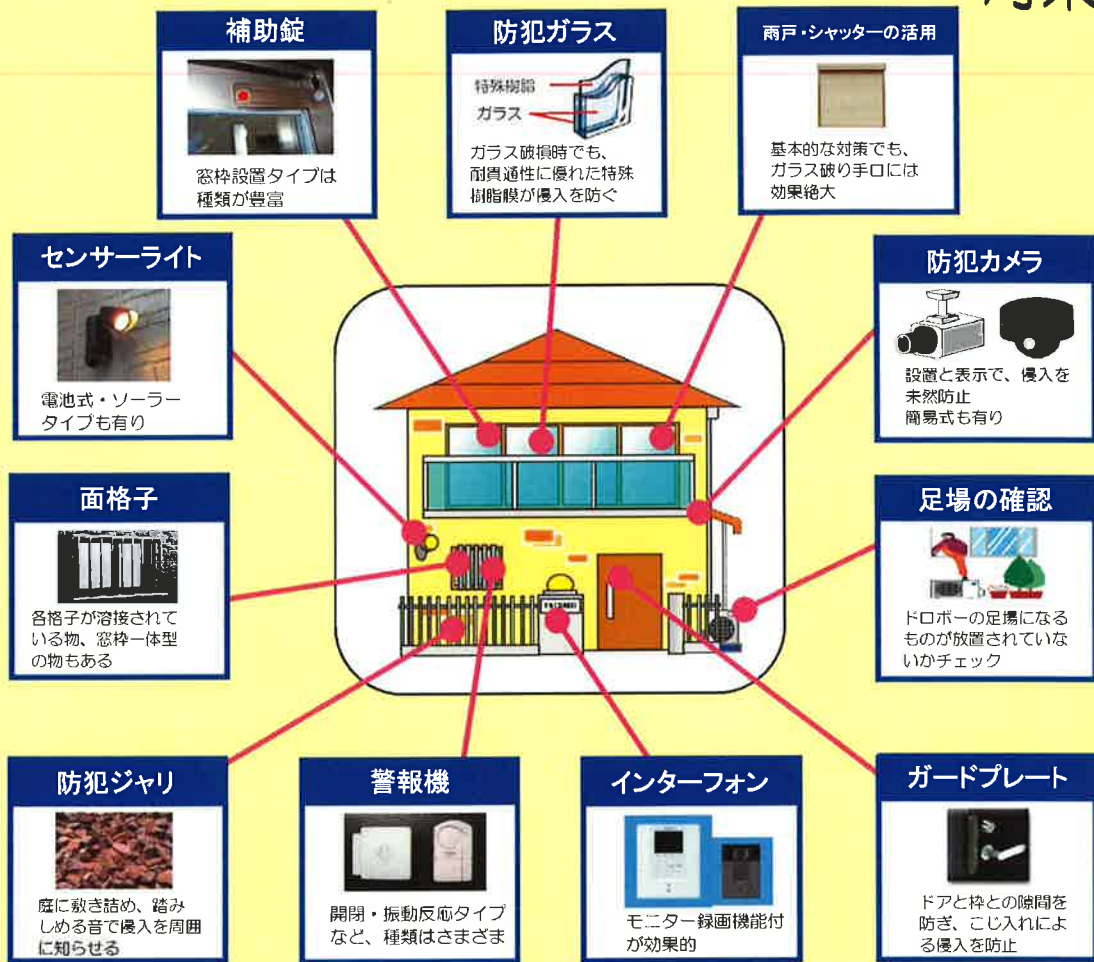 補助錠
窓枠設置タイプは
種類が豊富
防犯ガラス
特殊樹脂
ガラス
ガラス破損時でも、
耐貫通性に優れた特殊
樹脂膜が侵入を防ぐ
雨戸・シャッターの活用
基本的な対策でも、
ガラス破り手口には
効果絶大
センサーライト
電池式・ソーラー
タイプも有り
防犯カメラ
設置と表示で、侵入を
未然防止
簡易式も有り
面格子
各格子が溶接されて
いる物、窓枠一体型
の物もある
足場の確認
ドロボーの足場になる
ものが放置されていな
いかチェック
防犯ジャリ
庭に敷き詰め、踏み
しめる音で侵入を周囲
に知らせる
警報機
開閉・振動反応タイプ
など、種類はさまざま
インターフォン
モニター録画機能付
が効果的
ガードプレート
ドアと枠との隙間を
防ぎ、こじ入れによ
る侵入を防止